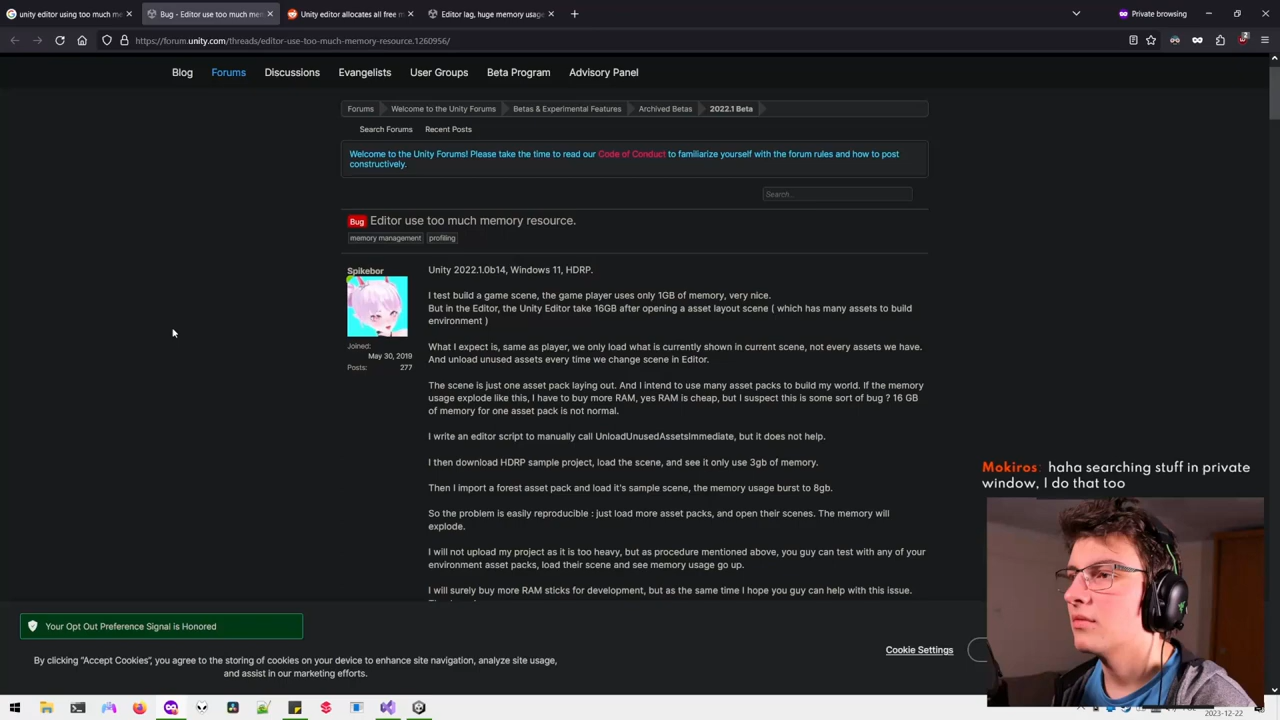 unity editor using too much me
Bug - Editor use too much mem
Unity editor allocates all free m
Editor lag, huge memory usage
Private browsing
https://forum.unity.com/threads/editor-use-too-much-memory-resource.1260956/
Blog
Forums
Discussions
Evangelists
User Groups
Beta Program
Advisory Panel
Forums
Welcome to the Unity Forums
Betas & Experimental Features
Archived Betas
2022.1 Beta
Search Forums
Recent Posts
Welcome to the Unity Forums! Please take the time to read our Code of Conduct to familiarize yourself with the forum rules and how to post
constructively.
Search...
Bug Editor use too much memory resource.
memory management
profiling
Spikebor
Joined:
May 30, 2019
Posts:
277
Unity 2022.1.0b14, Windows 11, HDRP.
I test build a game scene, the game player uses only 1GB of memory, very nice.
But in the Editor, the Unity Editor take 16GB after opening a asset layout scene ( which has many assets to build
environment )
What I expect is, same as player, we only load what is currently shown in current scene, not every assets we have.
And unload unused assets every time we change scene in Editor.
The scene is just one asset pack laying out. And I intend to use many asset packs to build my world. If the memory
usage explode like this, I have to buy more RAM, yes RAM is cheap, but I suspect this is some sort of bug ? 16 GB
of memory for one asset pack is not normal.
I write an editor script to manually call UnloadUnusedAssetsImmediate, but it does not help.
I then download HDRP sample project, load the scene, and see it only use 3gb of memory.
Then I import a forest asset pack and load it's sample scene, the memory usage burst to 8gb.
So the problem is easily reproducible : just load more asset packs, and open their scenes. The memory will
explode.
I will not upload my project as it is too heavy, but as procedure mentioned above, you guy can test with any of your
environment asset packs, load their scene and see memory usage go up.
I will surely buy more RAM sticks for development, but as the same time I hope you guy can help with this issue.
Mokiros: haha searching stuff in private
window, I do that too
Your Opt Out Preference Signal is Honored
By clicking "Accept Cookies", you agree to the storing of cookies on your device to enhance site navigation, analyze site usage,
and assist in our marketing efforts.
Cookie Settings
2023-12-22